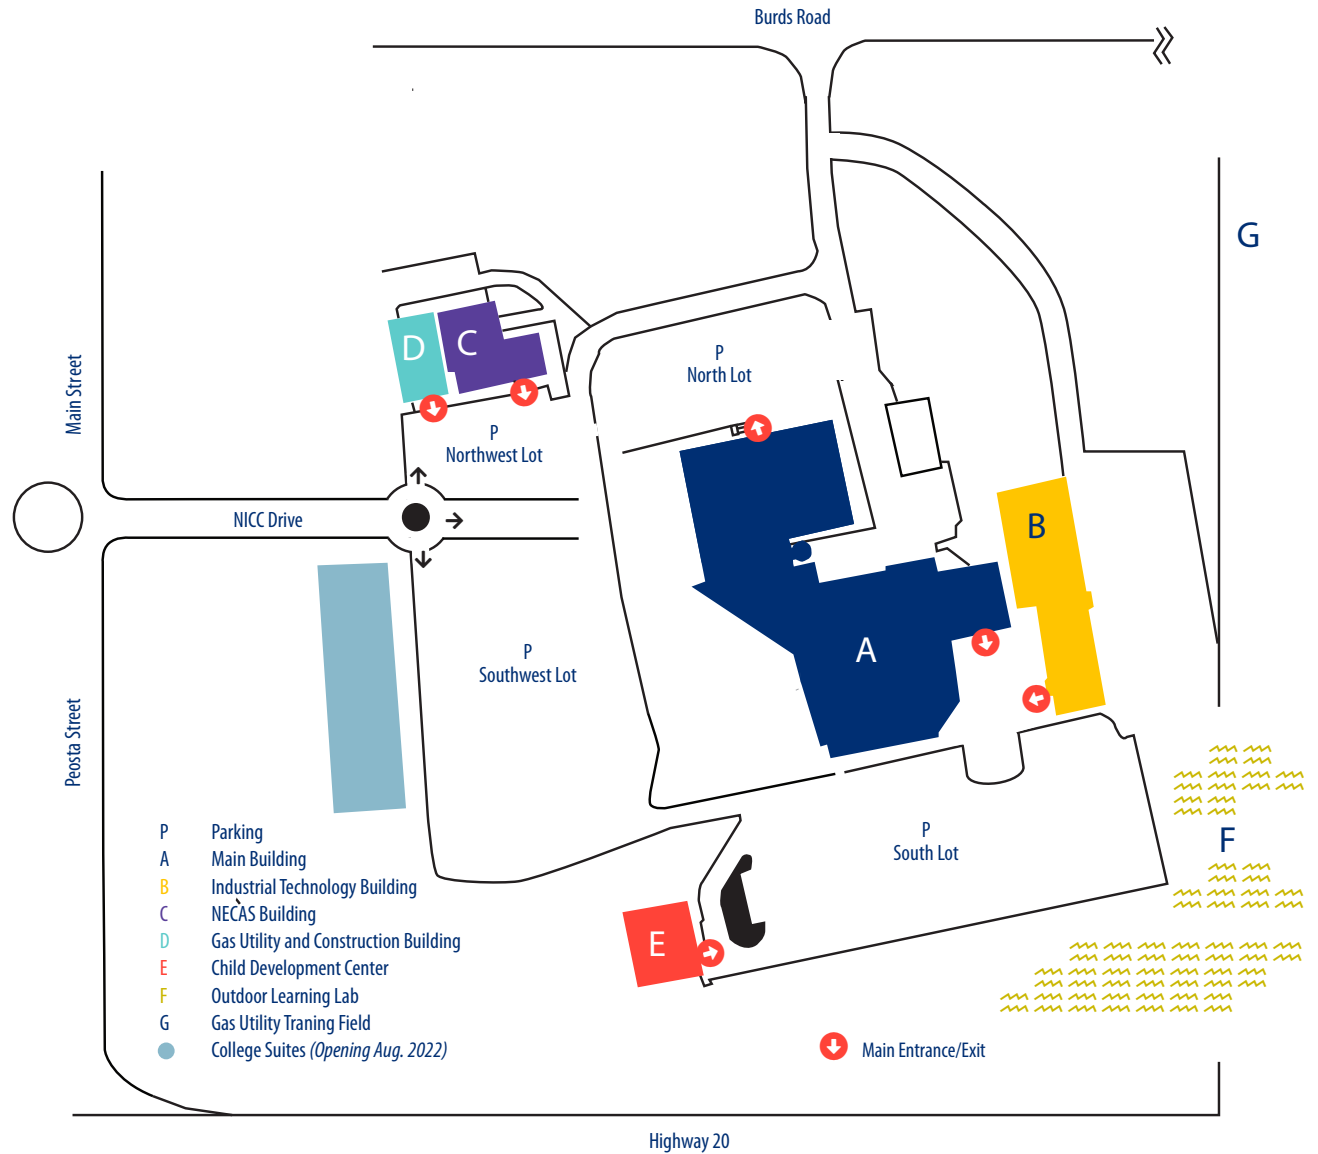 Burds Road
G
D
C
P
North Lot
Main Street
P
Northwest Lot
NICC Drive
B
A
P
Southwest Lot
Peosta Street
P
South Lot
F
E
P Parking
A Main Building
B Industrial Technology Building
C NECAS Building
D Gas Utility and Construction Building
E Child Development Center
F Outdoor Learning Lab
G Gas Utility Traning Field
College Suites (Opening Aug. 2022)
Main Entrance/Exit
Highway 20